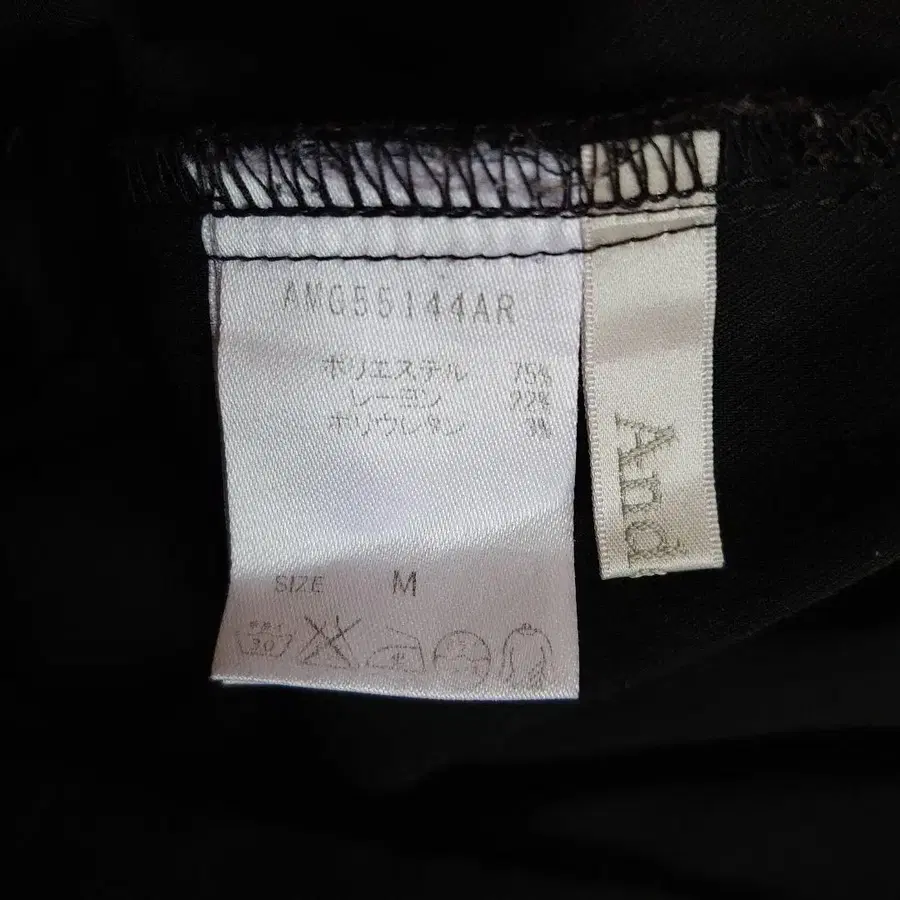 AMG55144AR
ポリエステル 75%
レーヨン 22%
ポリウレタン 3%
SIZE M
30
中
And